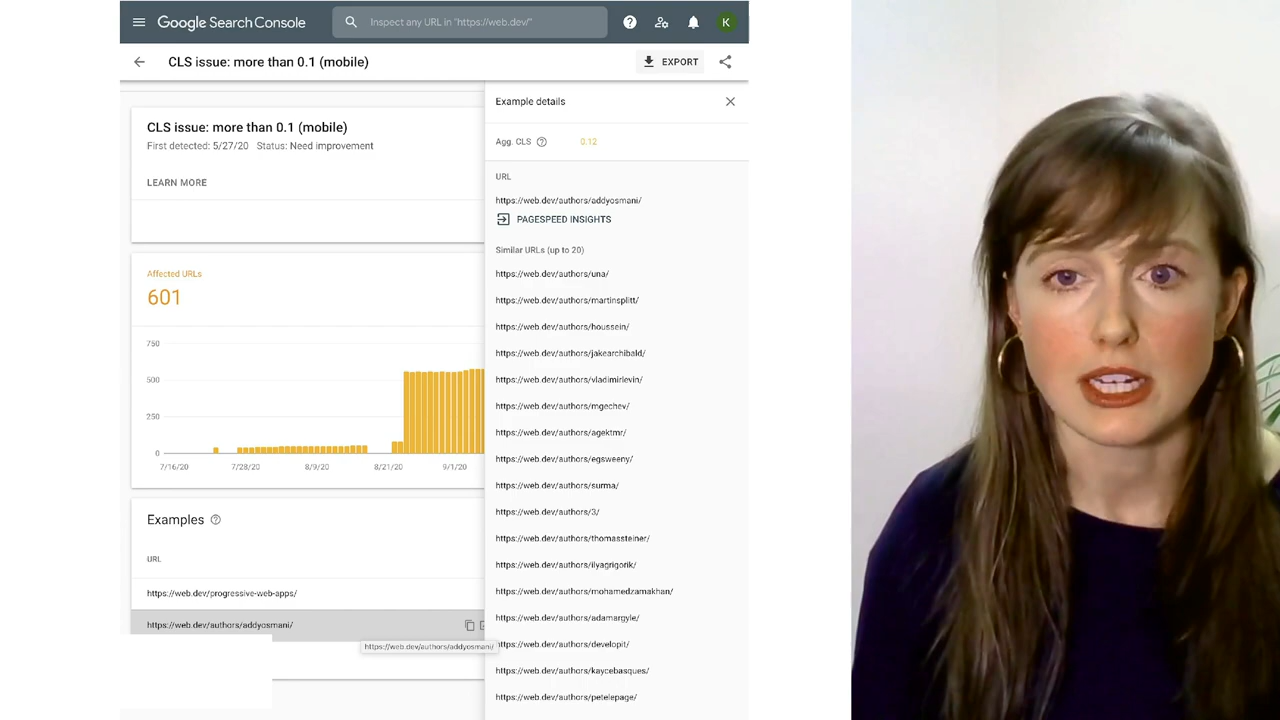 Google Search Console
Inspect any URL in "https://web.dev/"
K
CLS issue: more than 0.1 (mobile)
EXPORT
CLS issue: more than 0.1 (mobile)
First detected: 5/27/20 Status: Need improvement
LEARN MORE
Affected URLs
601
750
500
250
0
7/16/20 7/28/20 8/9/20 8/21/20 9/1/20
Examples
URL
https://web.dev/progressive-web-apps/
https://web.dev/authors/addyosmani/
https://web.dev/authors/addyosmani/
Example details
Agg. CLS 0.12
URL
https://web.dev/authors/addyosmani/
PAGESPEED INSIGHTS
Similar URLs (up to 20)
https://web.dev/authors/una/
https://web.dev/authors/martinsplitt/
https://web.dev/authors/houssein/
https://web.dev/authors/jakearchibald/
https://web.dev/authors/vladimirlevin/
https://web.dev/authors/mgechev/
https://web.dev/authors/agektmr/
https://web.dev/authors/egsweeny/
https://web.dev/authors/surma/
https://web.dev/authors/3/
https://web.dev/authors/thomassteiner/
https://web.dev/authors/ilyagrigorik/
https://web.dev/authors/mohamedzamakhan/
https://web.dev/authors/adamargyle/
https://web.dev/authors/developit/
https://web.dev/authors/kaycebasques/
https://web.dev/authors/petelepage/